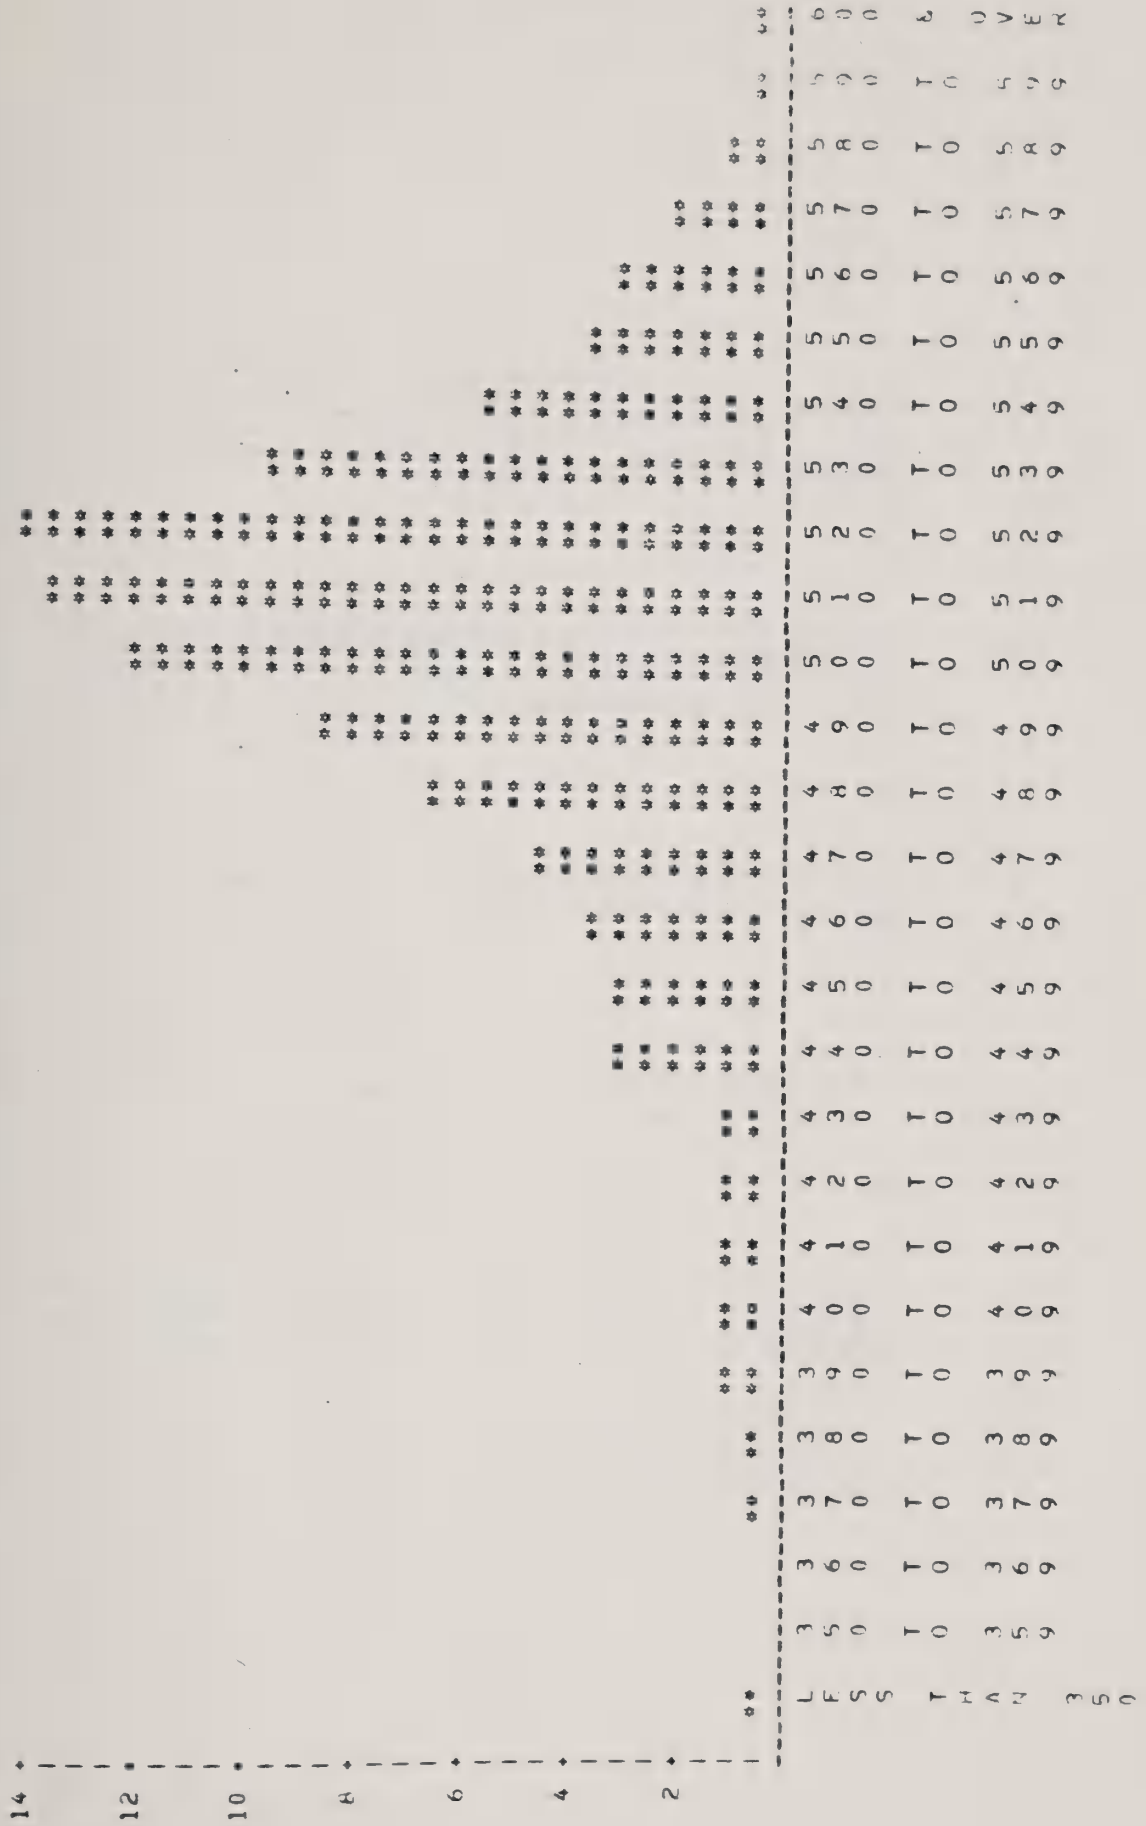 14
12
10
8
6
4
2
LESS THAN 350
350 TO 359
360 TO 369
370 TO 379
380 TO 389
390 TO 399
400 TO 409
410 TO 419
420 TO 429
430 TO 439
440 TO 449
450 TO 459
460 TO 469
470 TO 479
480 TO 489
490 TO 499
500 TO 509
510 TO 519
520 TO 529
530 TO 539
540 TO 549
550 TO 559
560 TO 569
570 TO 579
580 TO 589
590 TO 599
600 & OVER